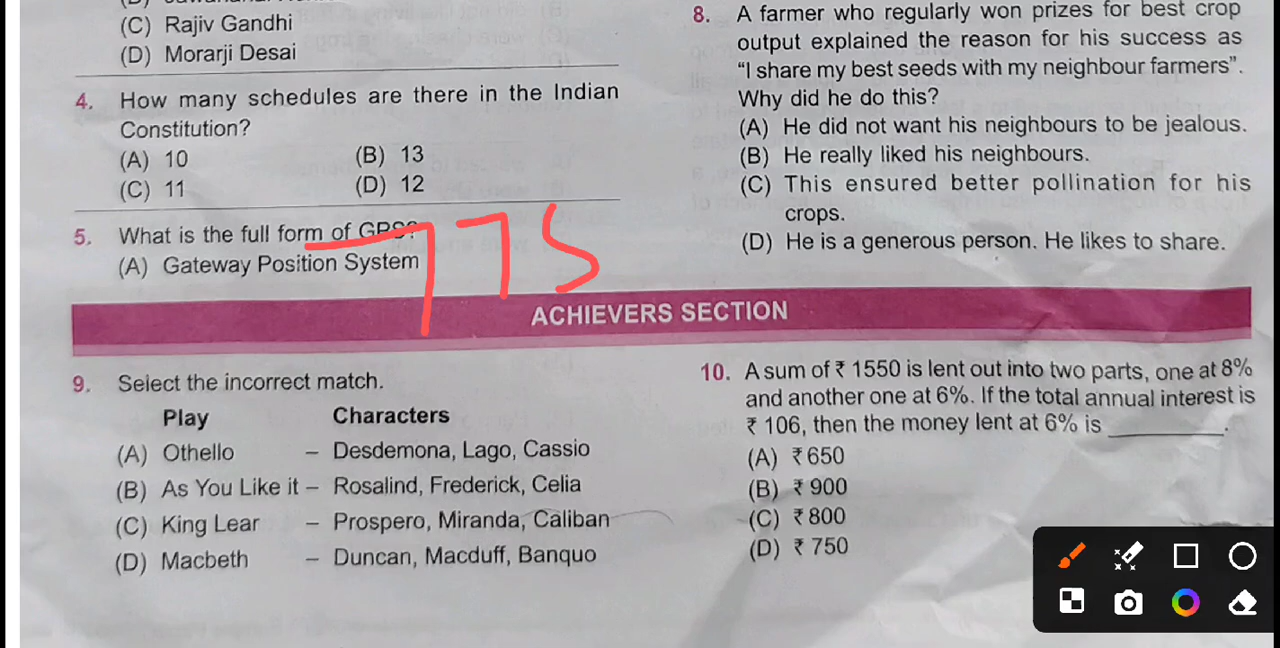 (C) Rajiv Gandhi
(D) Morarji Desai
4. How many schedules are there in the Indian
Constitution?
(A) 10 (B) 13
(C) 11 (D) 12
5. What is the full form of GPS?
(A) Gateway Position System
775
8. A farmer who regularly won prizes for best crop
output explained the reason for his success as
“I share my best seeds with my neighbour farmers”.
Why did he do this?
(A) He did not want his neighbours to be jealous.
(B) He really liked his neighbours.
(C) This ensured better pollination for his
crops.
(D) He is a generous person. He likes to share.
ACHIEVERS SECTION
9. Select the incorrect match.
Play Characters
(A) Othello – Desdemona, Lago, Cassio
(B) As You Like it – Rosalind, Frederick, Celia
(C) King Lear – Prospero, Miranda, Caliban
(D) Macbeth – Duncan, Macduff, Banquo
10. A sum of ₹ 1550 is lent out into two parts, one at 8%
and another one at 6%. If the total annual interest is
₹ 106, then the money lent at 6% is ________.
(A) ₹ 650
(B) ₹ 900
(C) ₹ 800
(D) ₹ 750